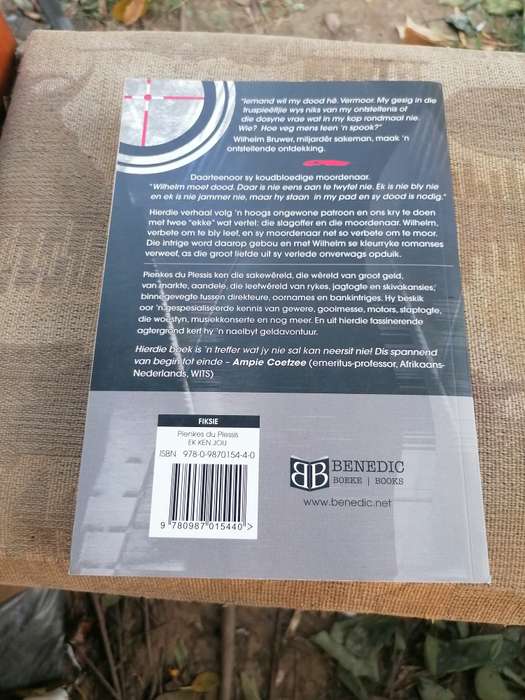 "Iemand wil my dood hê. Vermoor. My gesig in die
truspieëltjie wys niks van my ontsteltenis of
die dosyne vrae wat in my kop rondmaal nie.
Wie? Hoe veg mens teen 'n spook?"
Wilhelm Bruwer, miljardêr sakeman, maak 'n
ontstellende ontdekking.
Daarteenoor sy koudbloedige moordenaar.
"Wilhelm moet dood. Daar is nie eens aan te twyfel nie. Ek is nie bly nie
en ek is nie jammer nie, maar hy staan in my pad en sy dood is nodig."
Hierdie verhaal volg 'n hoogs ongewone patroon en ons kry te doen
met twee "ekke" wat vertel: die slagoffer en die moordenaar. Wilhelm,
verbete om te bly leef, en sy moordenaar net so verbete om te moor.
Die intrige word daarop gebou en met Wilhelm se kleurryke romanses
verweef, as die groot liefde uit sy verlede onverwags opduik.
Pienkes du Plessis ken die sakewêreld, die wêreld van groot geld,
van markte, aandele, die leefwêreld van rykes, jagtogte en skivakansies,
binnegevegte tussen direkteure, oornames en bankintriges. Hy beskik
oor 'n gespesialiseerde kennis van gewere, gholmesse, motors, staptogte,
die woestyn, musiekkonserte en nog meer. En uit hierdie fassinerende
agtergrond kerf hy 'n naelbyt geldavontuur.
Hierdie boek is 'n treffer wat jy nie sal kan neersit nie! Dis spannend
van begin tot einde – Ampie Coetzee (emeritus-professor, Afrikaans-
Nederlands, WITS)
FIKSIE
Pienkes du Plessis
EK KEN JOU
ISBN 978-0-9870154-4-0
9 780987 015440 >
BB BENEDIC
BOEKE | BOOKS
www.benedic.net